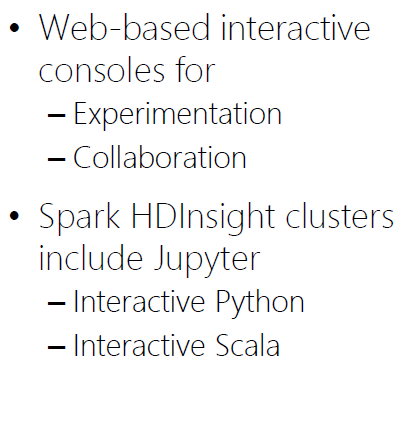 • Web-based interactive
consoles for
– Experimentation
– Collaboration
• Spark HDInsight clusters
include Jupyter
– Interactive Python
– Interactive Scala